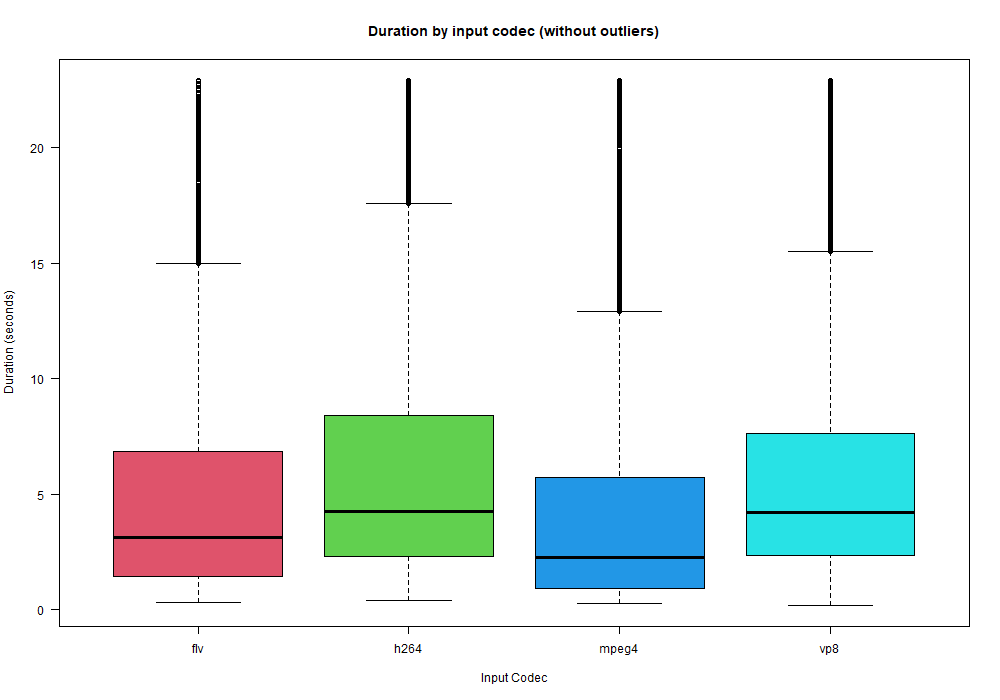 Duration by input codec (without outliers)
Duration (seconds)
20
15
10
5
0
flv
h264
mpeg4
vp8
Input Codec